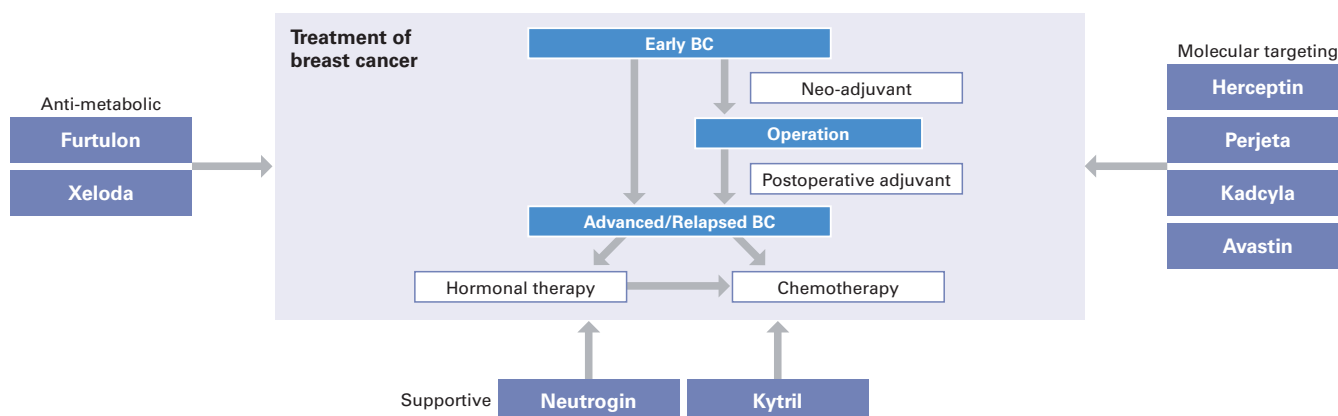 Treatment of
breast cancer
Early BC
Neo-adjuvant
Operation
Postoperative adjuvant
Advanced/Relapsed BC
Hormonal therapy
Chemotherapy
Anti-metabolic
Furtulon
Xeloda
Molecular targeting
Herceptin
Perjeta
Kadcyla
Avastin
Supportive
Neutrogin
Kytril